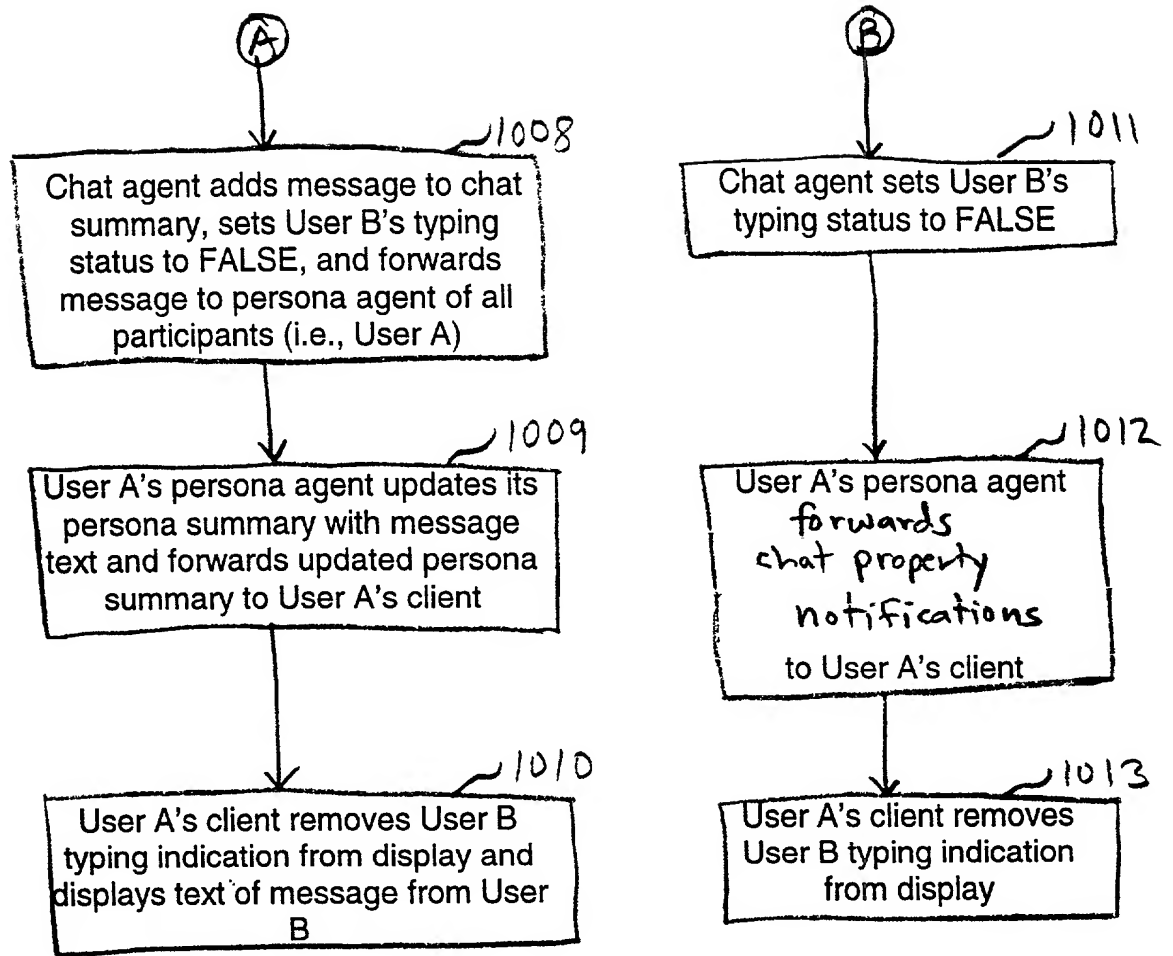 A
1008
Chat agent adds message to chat
summary, sets User B's typing
status to FALSE, and forwards
message to persona agent of all
participants (i.e., User A)
1009
User A's persona agent updates its
persona summary with message
text and forwards updated persona
summary to User A's client
1010
User A's client removes User B
typing indication from display and
displays text of message from User
B
B
1011
Chat agent sets User B's
typing status to FALSE
1012
User A's persona agent
forwards
chat property
notifications
to User A's client
1013
User A's client removes
User B typing indication
from display